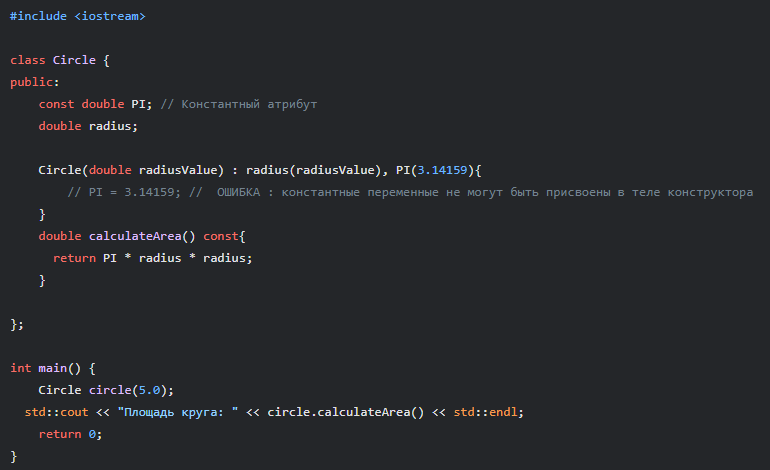 #include <iostream>

class Circle {
public:
    const double PI; // Константный атрибут
    double radius;

    Circle(double radiusValue) : radius(radiusValue), PI(3.14159){
        // PI = 3.14159; //  ОШИБКА : константные переменные не могут быть присвоены в теле конструктора
    }
    double calculateArea() const{
      return PI * radius * radius;
    }

};

int main() {
    Circle circle(5.0);
  std::cout << "Площадь круга: " << circle.calculateArea() << std::endl;
    return 0;
}